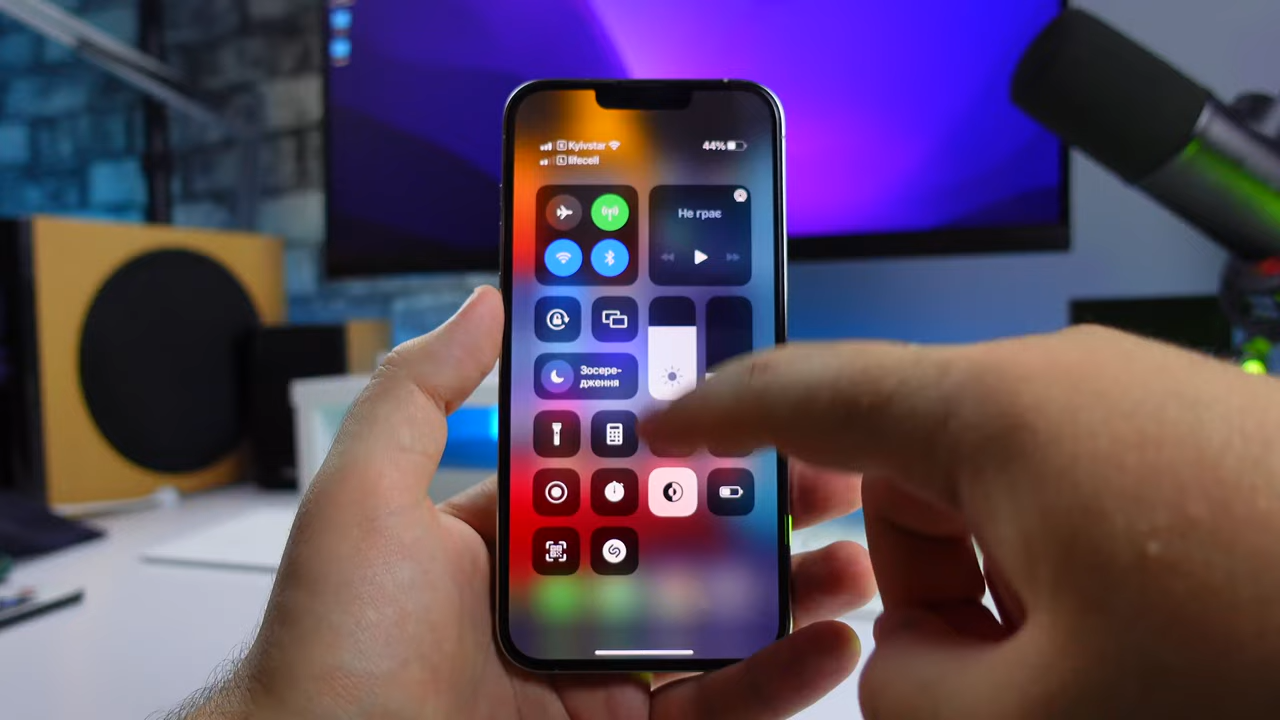 K Kyivstar 44%
L lifecell
Не грає
Зосере-
дження